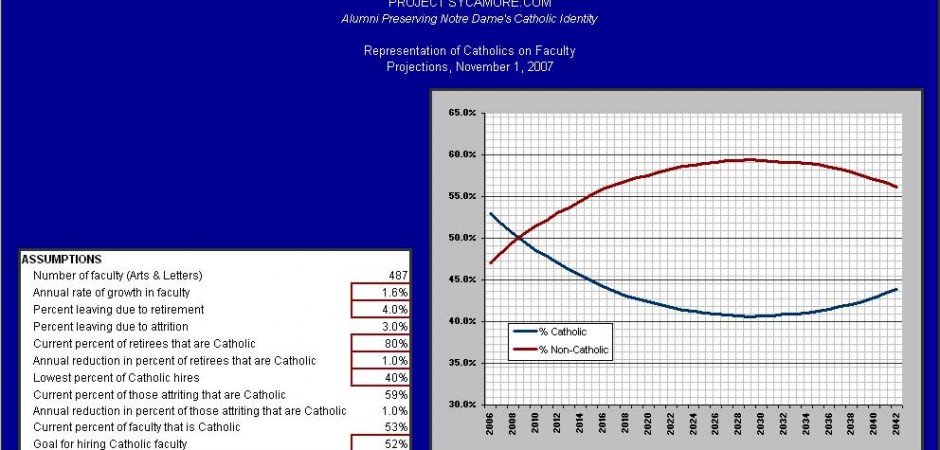 PROJECT SYCAMORE.COM
Alumni Preserving Notre Dame's Catholic Identity
Representation of Catholics on Faculty
Projections, November 1, 2007
ASSUMPTIONS
Number of faculty (Arts & Letters) 487
Annual rate of growth in faculty 1.6%
Percent leaving due to retirement 4.0%
Percent leaving due to attrition 3.0%
Current percent of retirees that are Catholic 80%
Annual reduction in percent of retirees that are Catholic 1.0%
Lowest percent of Catholic hires 40%
Current percent of those attriting that are Catholic 59%
Annual reduction in percent of those attriting that are Catholic 1.0%
Current percent of faculty that is Catholic 53%
Goal for hiring Catholic faculty 52%
65.0%
60.0%
55.0%
50.0%
45.0%
40.0%
35.0%
30.0%
% Catholic
% Non-Catholic
2006 2008 2010 2012 2014 2016 2018 2020 2022 2024 2026 2028 2030 2032 2034 2036 2038 2040 2042